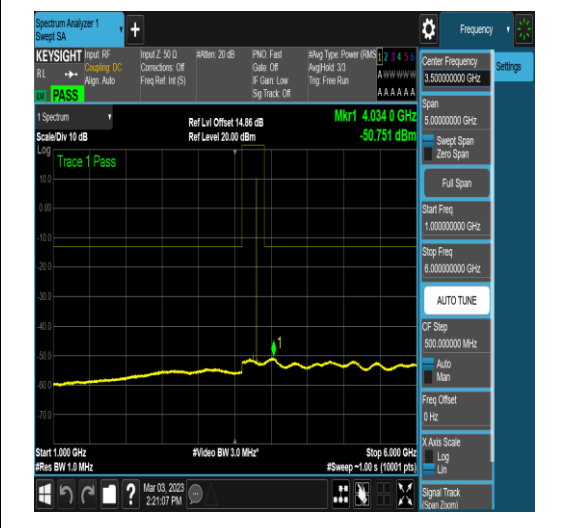 Spectrum Analyzer 1
Swept SA
Frequency
KEYSIGHT
Input: RF
Coupling: DC
Align: Auto
RL
PASS
Input Z: 50 Ω
Corrections: Off
Freq Ref: Int (S)
#Atten: 20 dB
PNO: Fast
Gate: Off
IF Gain: Low
Sig Track: Off
#Avg Type: Power (RMS
Avg|Hold: 3/3
Trig: Free Run
1 2 3 4 5 6
A W W W W W
A A A A A A
1 Spectrum
Scale/Div 10 dB
Ref Lvl Offset 14.86 dB
Ref Level 20.00 dBm
Mkr1 4.034 0 GHz
-50.751 dBm
Log
Trace 1 Pass
10.0
0.00
-10.0
-20.0
-30.0
-40.0
-50.0
-60.0
-70.0
1
Start 1.000 GHz
#Res BW 1.0 MHz
#Video BW 3.0 MHz*
Stop 6.000 GHz
#Sweep ~1.00 s (10001 pts)
Mar 03, 2023
2:21:07 PM
Center Frequency
3.500000000 GHz
Settings
Span
5.00000000 GHz
Swept Span
Zero Span
Full Span
Start Freq
1.000000000 GHz
Stop Freq
6.000000000 GHz
AUTO TUNE
CF Step
500.000000 MHz
Auto
Man
Freq Offset
0 Hz
X Axis Scale
Log
Lin
Signal Track
(Span Zoom)